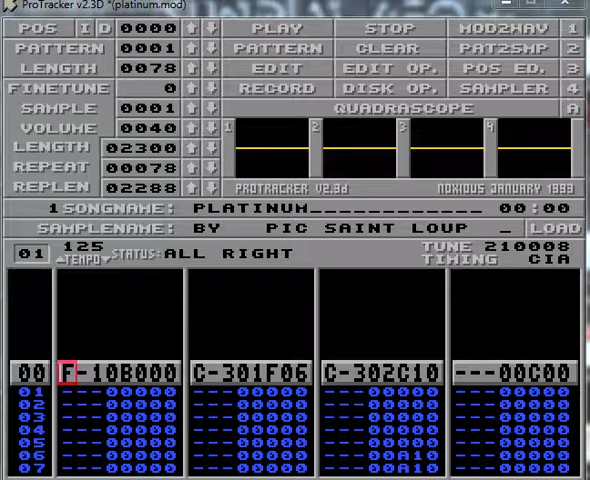 ProTracker v2.3D *(platinum.mod)
POS I D 0000 PLAY STOP MOD2WAV 1
PATTERN 0001 PATTERN CLEAR PAT2SMP 2
LENGTH 0078 EDIT EDIT OP. POS ED. 3
FINETUNE 0 RECORD DISK OP. SAMPLER 4
SAMPLE 0001 QUADRASCOPE A
VOLUME 0040 1 2 3 4
LENGTH 02300
REPEAT 00078
REPLEN 02288 PROTRACKER V2.3d NOXIOUS JANUARY 1993
1 SONGNAME: PLATINUM____________ 00:00
SAMPLENAME: BY PIC SAINT LOUP _ LOAD
01 125 TEMPO STATUS: ALL RIGHT TUNE 210008
TIMING CIA
00 F-10B000 C-301F06 C-302C10 ---00C00
01 ---00000 ---00000 ---00000 ---00000
02 ---00000 ---00000 ---00000 ---00000
03 ---00000 ---00000 ---00000 ---00000
04 ---00000 ---00000 ---00000 ---00000
05 ---00000 ---00000 ---00000 ---00000
06 ---00000 ---00000 ---00A10 ---00000
07 ---00000 ---00000 ---00A10 ---00000